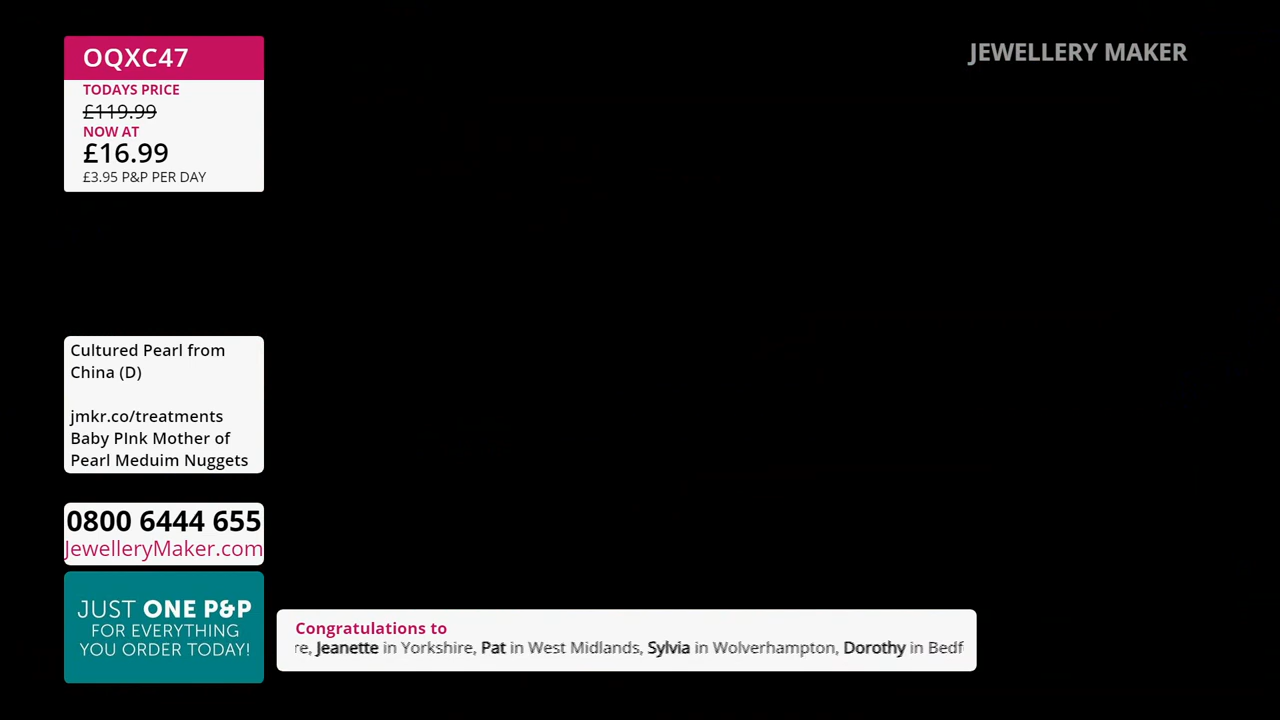 OQXC47
TODAYS PRICE
£119.99
NOW AT
£16.99
£3.95 P&P PER DAY
JEWELLERY MAKER
Cultured Pearl from
China (D)
jmkr.co/treatments
Baby PInk Mother of
Pearl Meduim Nuggets
0800 6444 655
JewelleryMaker.com
JUST ONE P&P
FOR EVERYTHING
YOU ORDER TODAY!
Congratulations to
re, Jeanette in Yorkshire, Pat in West Midlands, Sylvia in Wolverhampton, Dorothy in Bedf